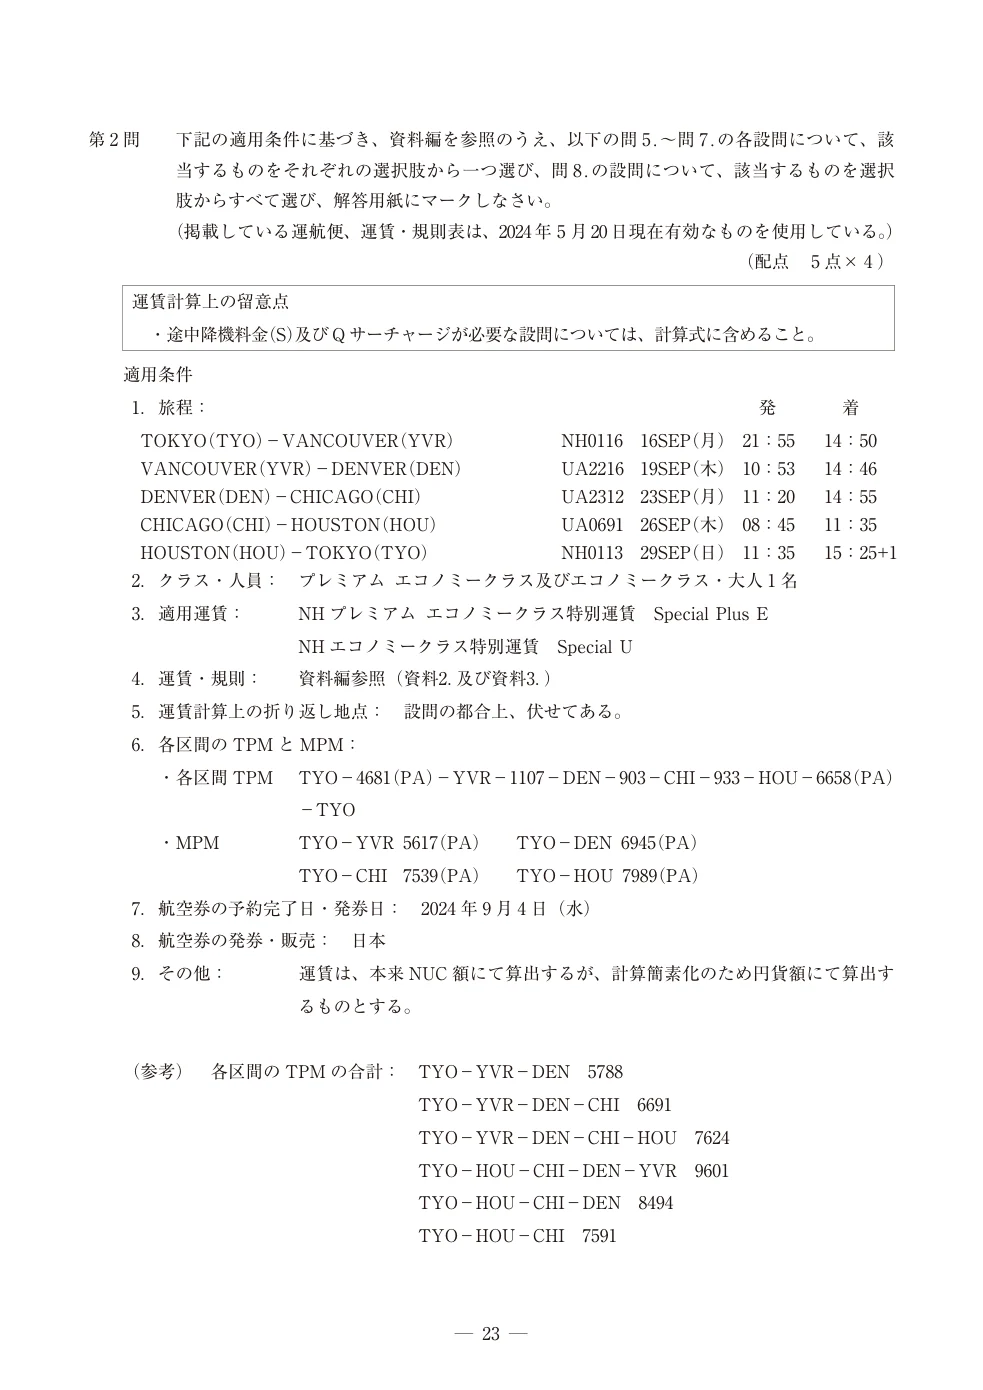 第2問　下記の適用条件に基づき、資料編を参照のうえ、以下の問5.～問7.の各設問について、該
当するものをそれぞれの選択肢から一つ選び、問8.の設問について、該当するものを選択
肢からすべて選び、解答用紙にマークしなさい。
（掲載している運航便、運賃・規則表は、2024年5月20日現在有効なものを使用している。）
（配点　5点×4）
運賃計算上の留意点
・途中降機料金(S)及びQサーチャージが必要な設問については、計算式に含めること。
適用条件
1. 旅程：　発　着
TOKYO(TYO)－VANCOUVER(YVR)　NH0116　16SEP(月)　21：55　14：50
VANCOUVER(YVR)－DENVER(DEN)　UA2216　19SEP(木)　10：53　14：46
DENVER(DEN)－CHICAGO(CHI)　UA2312　23SEP(月)　11：20　14：55
CHICAGO(CHI)－HOUSTON(HOU)　UA0691　26SEP(木)　08：45　11：35
HOUSTON(HOU)－TOKYO(TYO)　NH0113　29SEP(日)　11：35　15：25+1
2. クラス・人員：　プレミアム エコノミークラス及びエコノミークラス・大人1名
3. 適用運賃：　NHプレミアム エコノミークラス特別運賃　Special Plus E
NHエコノミークラス特別運賃　Special U
4. 運賃・規則：　資料編参照（資料2.及び資料3.）
5. 運賃計算上の折り返し地点：　設問の都合上、伏せてある。
6. 各区間のTPMとMPM：
・各区間TPM　TYO－4681(PA)－YVR－1107－DEN－903－CHI－933－HOU－6658(PA)
－TYO
・MPM　TYO－YVR 5617(PA)　TYO－DEN 6945(PA)
TYO－CHI 7539(PA)　TYO－HOU 7989(PA)
7. 航空券の予約完了日・発券日：　2024年9月4日（水）
8. 航空券の発券・販売：　日本
9. その他：　運賃は、本来NUC額にて算出するが、計算簡素化のため円貨額にて算出す
るものとする。
（参考）　各区間のTPMの合計：　TYO－YVR－DEN　5788
TYO－YVR－DEN－CHI　6691
TYO－YVR－DEN－CHI－HOU　7624
TYO－HOU－CHI－DEN－YVR　9601
TYO－HOU－CHI－DEN　8494
TYO－HOU－CHI　7591
― 23 ―